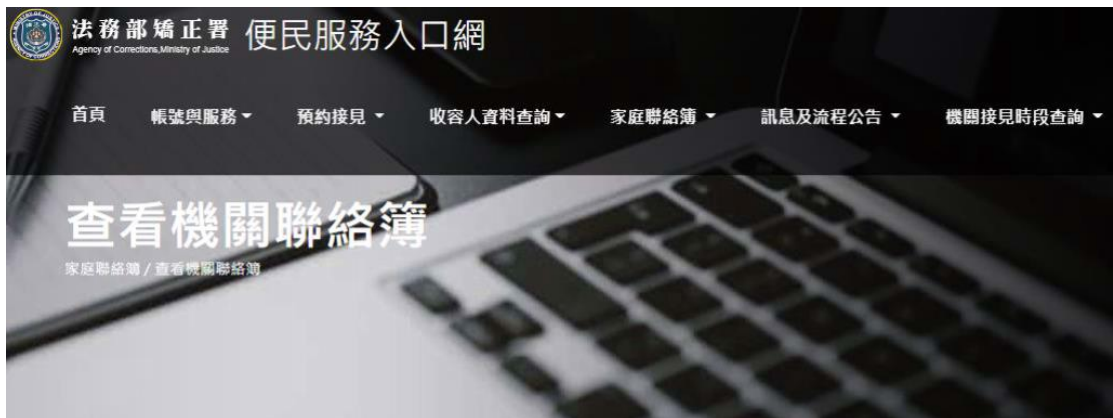 法務部矯正署 便民服務入口網
Agency of Corrections,Ministry of Justice
首頁 帳號與服務 預約接見 收容人資料查詢 家庭聯絡簿 訊息及流程公告 機關接見時段查詢
查看機關聯絡簿
家庭聯絡簿 / 查看機關聯絡簿